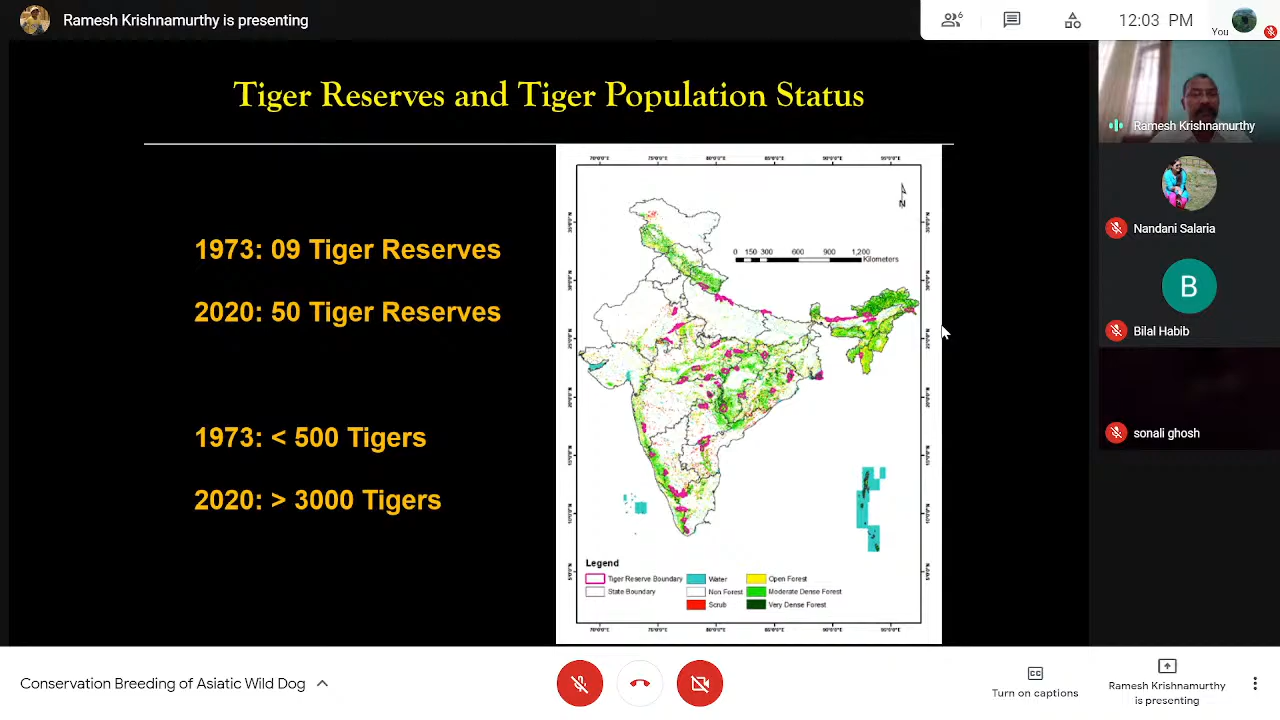 Ramesh Krishnamurthy is presenting
6
12:03 PM
You
Tiger Reserves and Tiger Population Status
1973: 09 Tiger Reserves
2020: 50 Tiger Reserves
1973: < 500 Tigers
2020: > 3000 Tigers
N
0 150 300 600 900 1,200
Kilometers
Legend
Tiger Reserve Boundary
State Boundary
Water
Non Forest
Scrub
Open Forest
Moderate Dense Forest
Very Dense Forest
Ramesh Krishnamurthy
Nandani Salaria
B
Bilal Habib
sonali ghosh
Conservation Breeding of Asiatic Wild Dog
CC
Turn on captions
Ramesh Krishnamurthy
is presenting